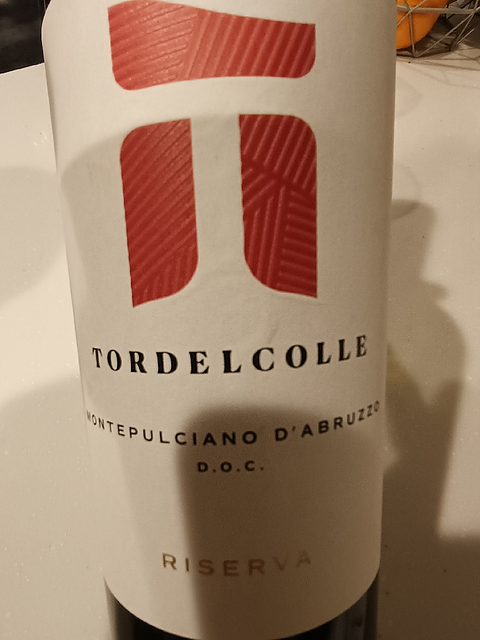 TORDELCOLLE
MONTEPULCIANO D'ABRUZZO
D.O.C.
RISERVA